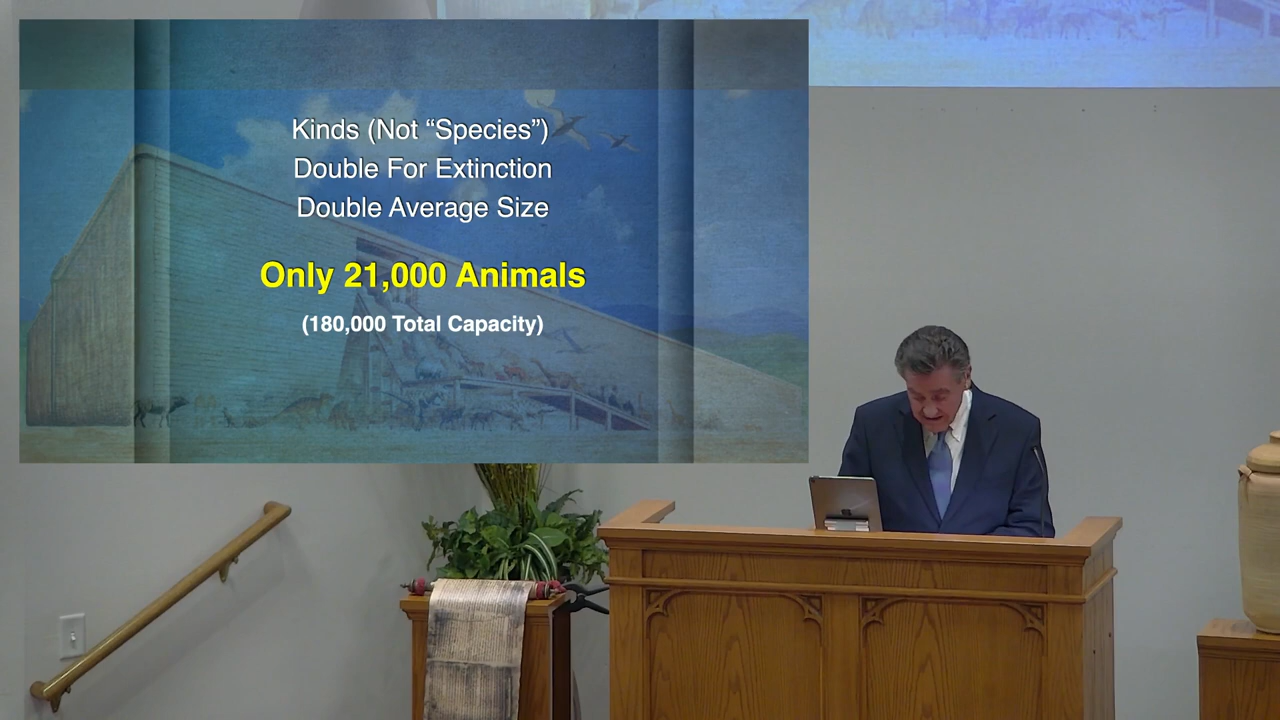 Kinds (Not “Species”)
Double For Extinction
Double Average Size
Only 21,000 Animals
(180,000 Total Capacity)